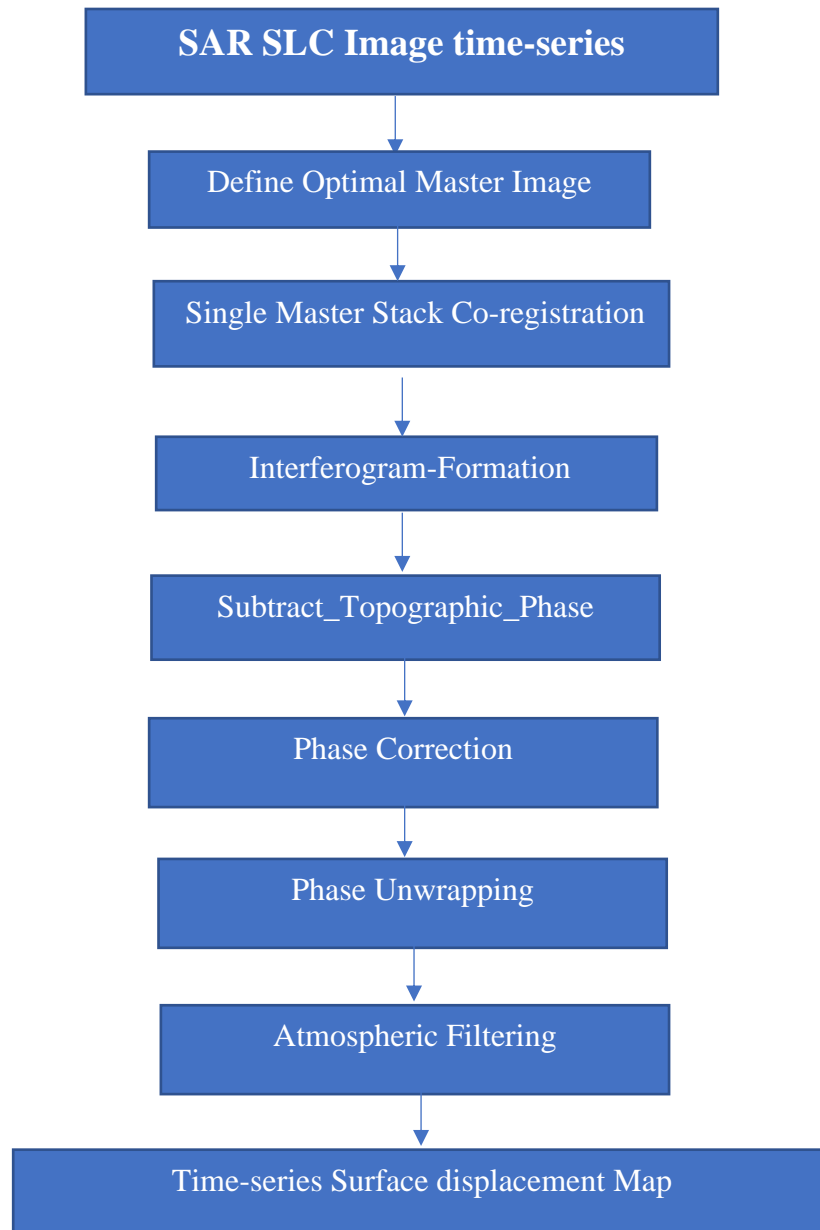 SAR SLC Image time-series
Define Optimal Master Image
Single Master Stack Co-registration
Interferogram-Formation
Subtract_Topographic_Phase
Phase Correction
Phase Unwrapping
Atmospheric Filtering
Time-series Surface displacement Map